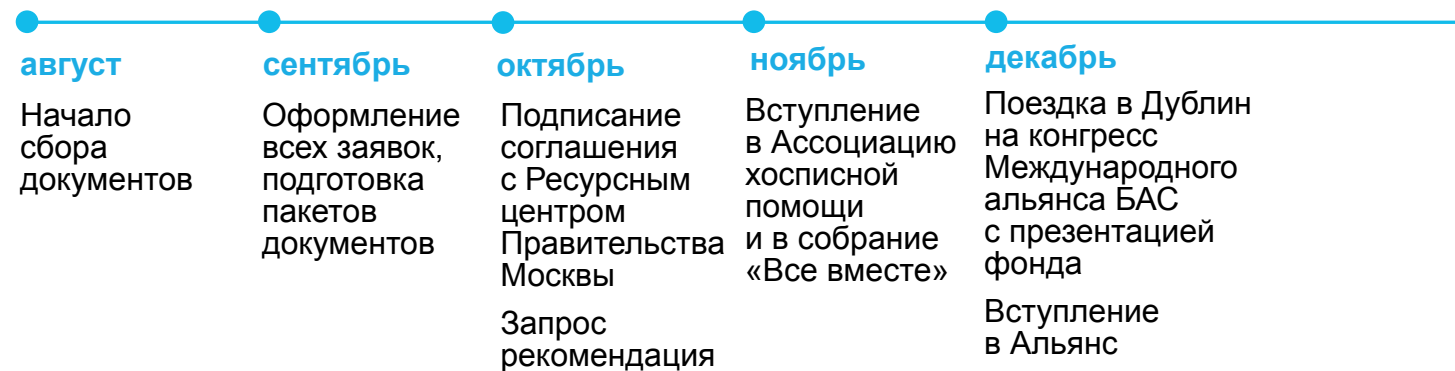 август
Начало
сбора
документов
сентябрь
Оформление
всех заявок,
подготовка
пакетов
документов
октябрь
Подписание
соглашения
с Ресурсным
центром
Правительства
Москвы
Запрос
рекомендация
ноябрь
Вступление
в Ассоциацию
хосписной
помощи
и в собрание
«Все вместе»
декабрь
Поездка в Дублин
на конгресс
Международного
альянса БАС
с презентацией
фонда
Вступление
в Альянс